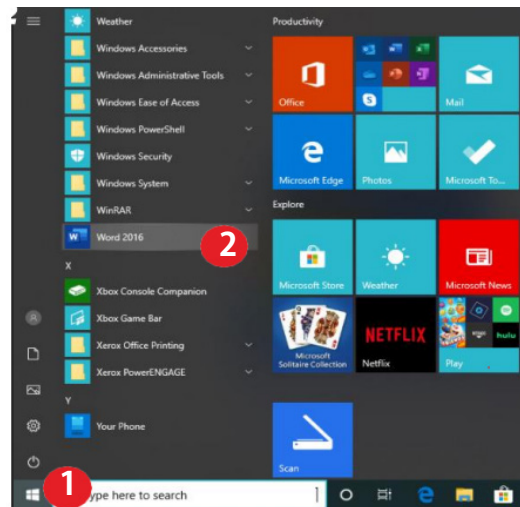 Weather
Windows Accessories
Windows Administrative Tools
Windows Ease of Access
Windows PowerShell
Windows Security
Windows System
WinRAR
Word 2016
2
X
Xbox Console Companion
Xbox Game Bar
Xerox Office Printing
Xerox PowerENGAGE
Y
Your Phone
Productivity
Office
Mail
Microsoft Edge
Photos
Microsoft To...
Explore
Microsoft Store
Weather
Microsoft News
Microsoft
Solitaire Collection
NETFLIX
Netflix
hulu
Play
Scan
1
ype here to search